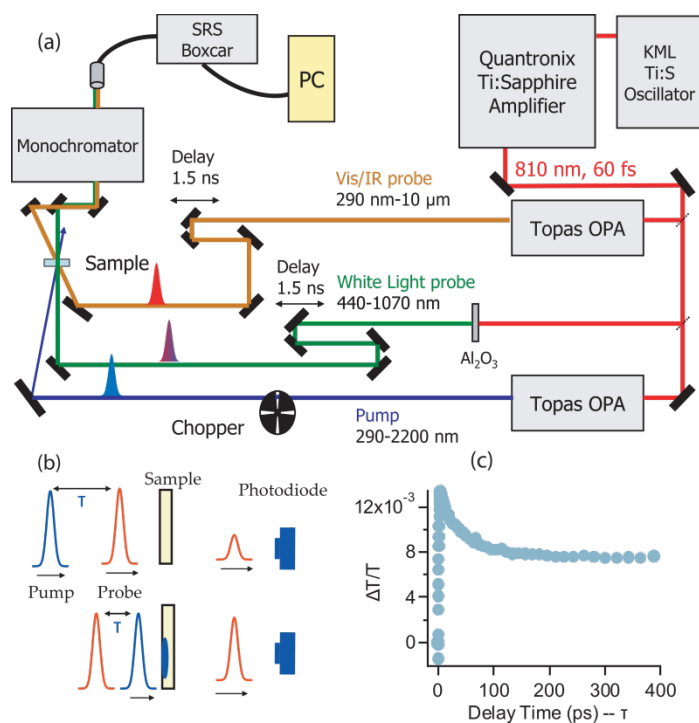 (a)
SRS
Boxcar
PC
Quantronix
Ti:Sapphire
Amplifier
KML
Ti:S
Oscillator
Monochromator
Delay
1.5 ns
Vis/IR probe
290 nm-10 µm
810 nm, 60 fs
Topas OPA
Sample
Delay
1.5 ns
White Light probe
440-1070 nm
Al₂O₃
Chopper
Pump
290-2200 nm
Topas OPA
(b)
Sample
Photodiode
T
Pump
Probe
T
(c)
12x10⁻³
8
4
0
ΔT/T
0
100
200
300
400
Delay Time (ps) -- τ